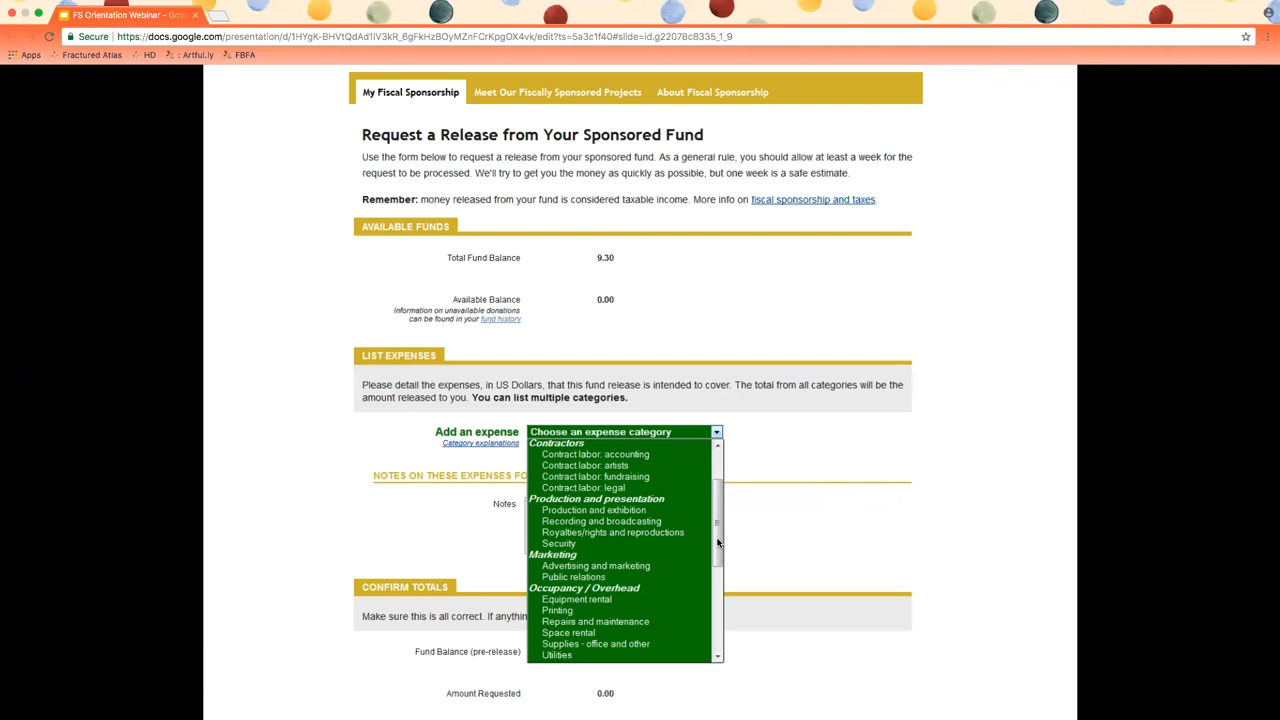 FS Orientation Webinar - Goo
Secure
https://docs.google.com/presentation/d/1HYgK-BHVtQdAd1IV3kR_6gFkHzBOyMZnFCrKpgOX4vk/edit?ts=5a3c1f40#slide=id.g22078c8335_1_9
Apps
Fractured Atlas
HD
: Artful.ly
FBFA
My Fiscal Sponsorship
Meet Our Fiscally Sponsored Projects
About Fiscal Sponsorship
Request a Release from Your Sponsored Fund
Use the form below to request a release from your sponsored fund. As a general rule, you should allow at least a week for the
request to be processed. We'll try to get you the money as quickly as possible, but one week is a safe estimate.
Remember: money released from your fund is considered taxable income. More info on fiscal sponsorship and taxes.
AVAILABLE FUNDS
Total Fund Balance 9.30
Available Balance 0.00
Information on unavailable donations
can be found in your fund history
LIST EXPENSES
Please detail the expenses, in US Dollars, that this fund release is intended to cover. The total from all categories will be the
amount released to you. You can list multiple categories.
Add an expense
Category explanations
Choose an expense category
Contractors
Contract labor: accounting
Contract labor: artists
Contract labor: fundraising
Contract labor: legal
Production and presentation
Production and exhibition
Recording and broadcasting
Royalties/rights and reproductions
Security
Marketing
Advertising and marketing
Public relations
Occupancy / Overhead
Equipment rental
Printing
Repairs and maintenance
Space rental
Supplies - office and other
Utilities
NOTES ON THESE EXPENSES FO
Notes
CONFIRM TOTALS
Make sure this is all correct. If anythin
Fund Balance (pre-release)
Amount Requested 0.00